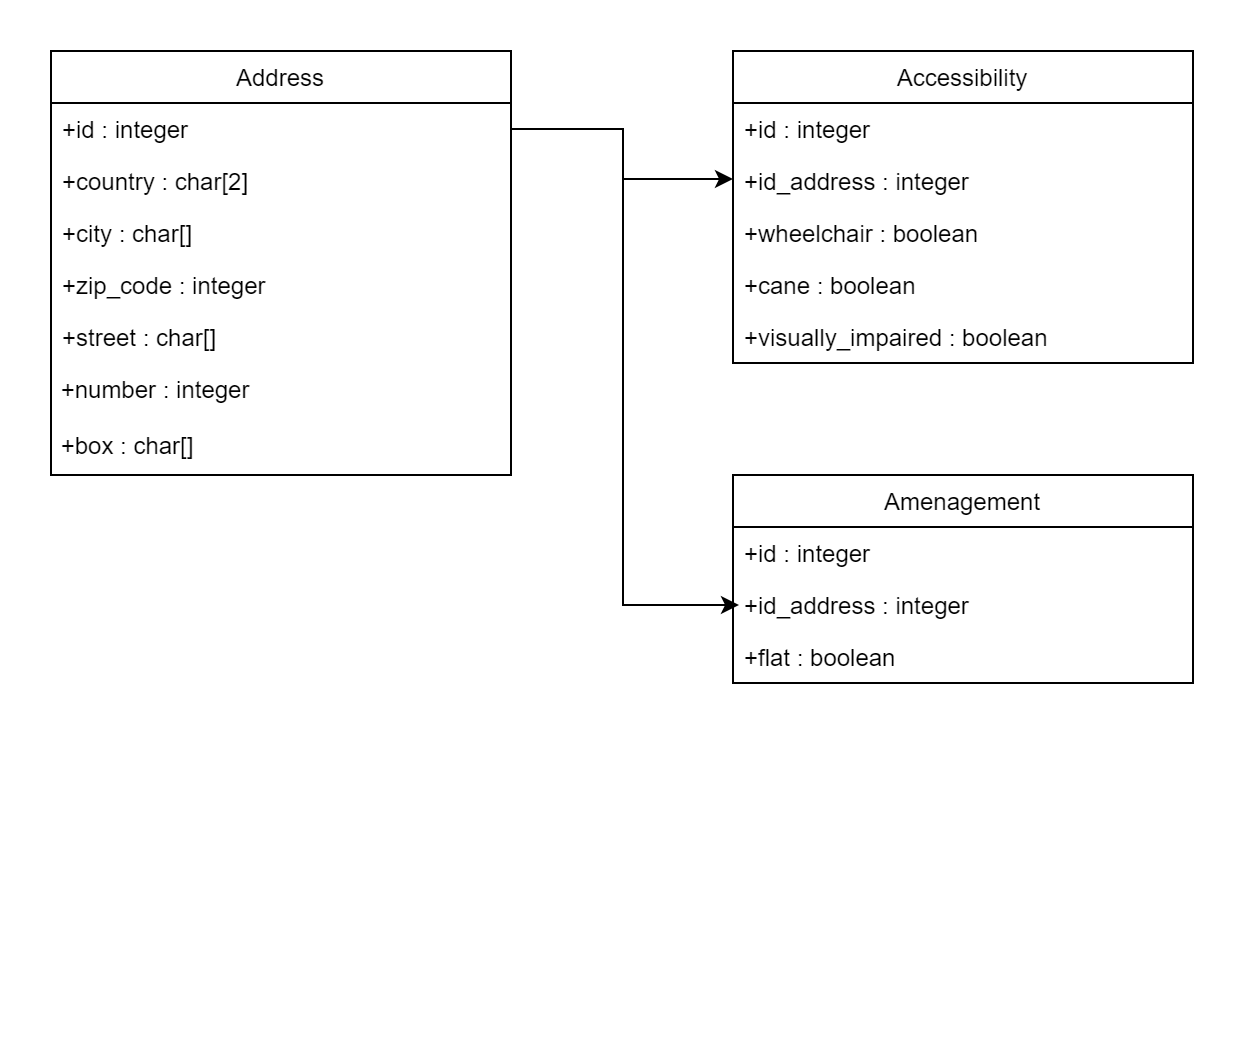 Address
+id : integer
+country : char[2]
+city : char[]
+zip_code : integer
+street : char[]
+number : integer
+box : char[]
Accessibility
+id : integer
+id_address : integer
+wheelchair : boolean
+cane : boolean
+visually_impaired : boolean
Amenagement
+id : integer
+id_address : integer
+flat : boolean